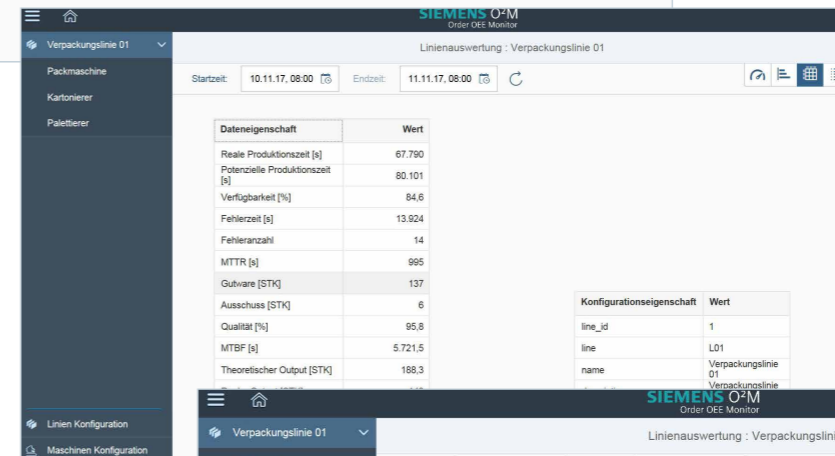 SIEMENS O²M
Order OEE Monitor
Verpackungslinie 01
Packmaschine
Kartonierer
Palettierer
Linien Konfiguration
Maschinen Konfiguration
Linienauswertung : Verpackungslinie 01
Startzeit: 10.11.17, 08:00 Endzeit: 11.11.17, 08:00
Dateneigenschaft Wert
Reale Produktionszeit [s] 67.790
Potenzielle Produktionszeit
[s] 80.101
Verfügbarkeit [%] 84,6
Fehlerzeit [s] 13.924
Fehleranzahl 14
MTTR [s] 995
Gutware [STK] 137
Ausschuss [STK] 6
Qualität [%] 95,8
MTBF [s] 5.721,5
Theoretischer Output [STK] 188,3
Konfigurationseigenschaft Wert
line_id 1
line L01
name Verpackungslinie
01
Verpackungslinie
SIEMENS O²M
Order OEE Monitor
Verpackungslinie 01
Linienauswertung : Verpackungslini